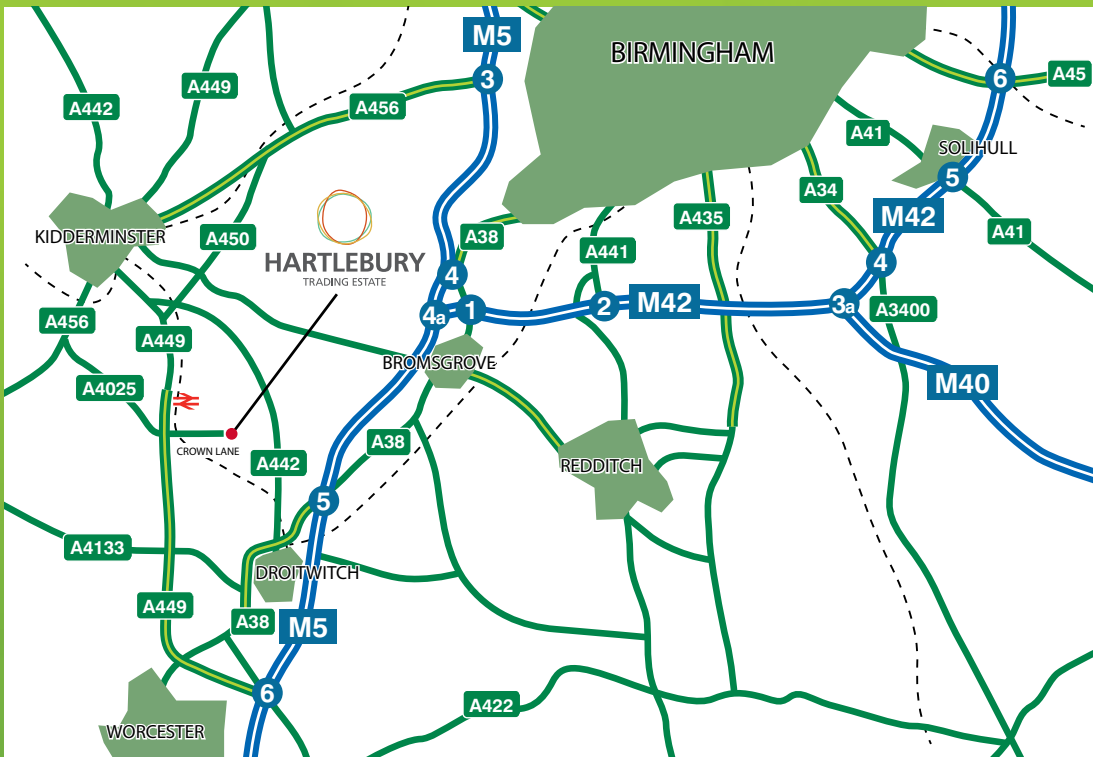 M5
BIRMINGHAM
3
6
A45
A449
A442
A456
A41
SOLIHULL
5
A34
M42
A435
A41
KIDDERMINSTER
A450
A38
A441
HARTLEBURY
TRADING ESTATE
4
4
A456
4a
1
2
M42
3a
A3400
A449
BROMSGROVE
A4025
M40
CROWN LANE
A38
A442
REDDITCH
5
A4133
DROITWITCH
A449
A38
M5
6
A422
WORCESTER